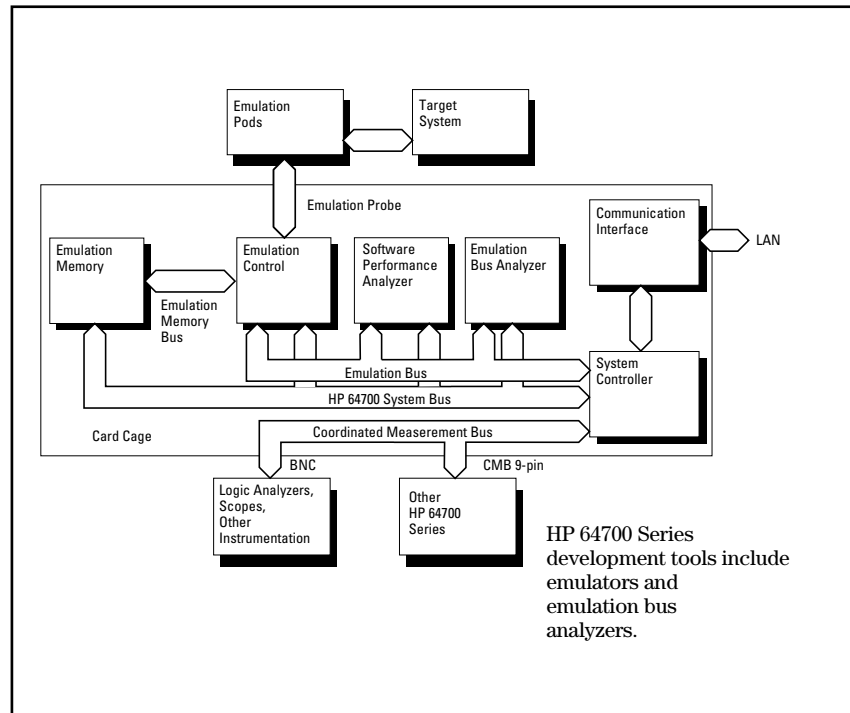 Emulation
Pods
Target
System
Emulation Probe
Communication
Interface
LAN
Emulation
Memory
Emulation
Control
Software
Performance
Analyzer
Emulation
Bus Analyzer
Emulation
Memory
Bus
System
Controller
Emulation Bus
HP 64700 System Bus
Card Cage
Coordinated Measerement Bus
BNC
CMB 9-pin
Logic Analyzers,
Scopes,
Other
Instrumentation
Other
HP 64700
Series
HP 64700 Series
development tools include
emulators and
emulation bus
analyzers.